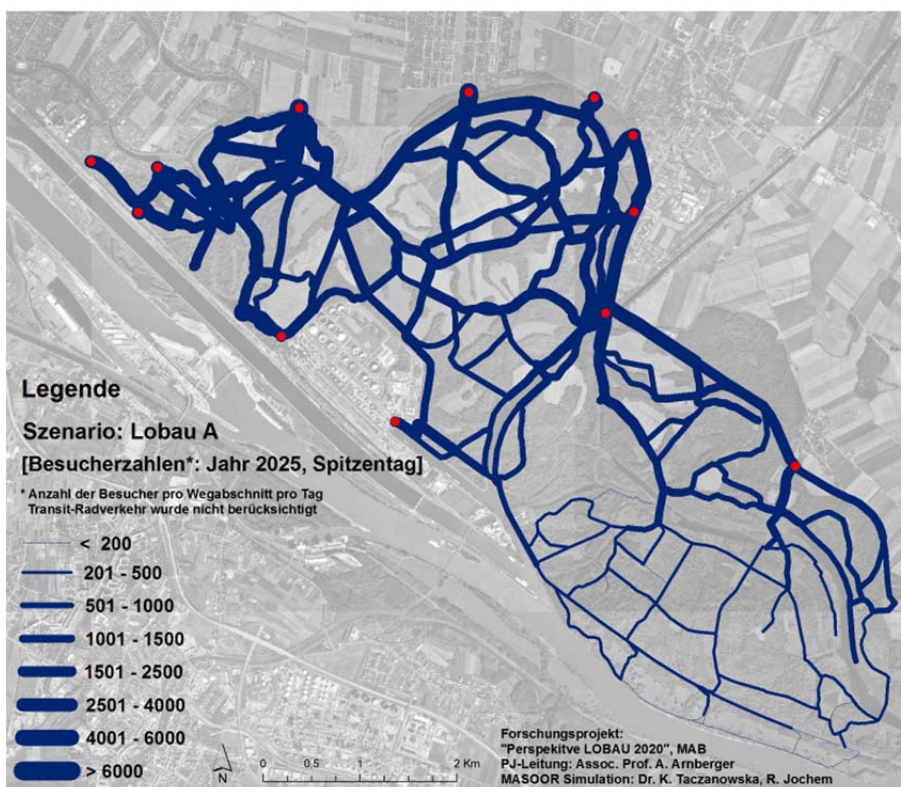 Legende
Szenario: Lobau A
[Besucherzahlen*: Jahr 2025, Spitzentag]
* Anzahl der Besucher pro Wegabschnitt pro Tag
Transit-Radverkehr wurde nicht berücksichtigt
< 200
201 - 500
501 - 1000
1001 - 1500
1501 - 2500
2501 - 4000
4001 - 6000
> 6000
N
0 0.5 1 2 Km
Forschungsprojekt:
"Perspekitve LOBAU 2020", MAB
PJ-Leitung: Assoc. Prof. A. Arnberger
MASOOR Simulation: Dr. K. Taczanowska, R. Jochem